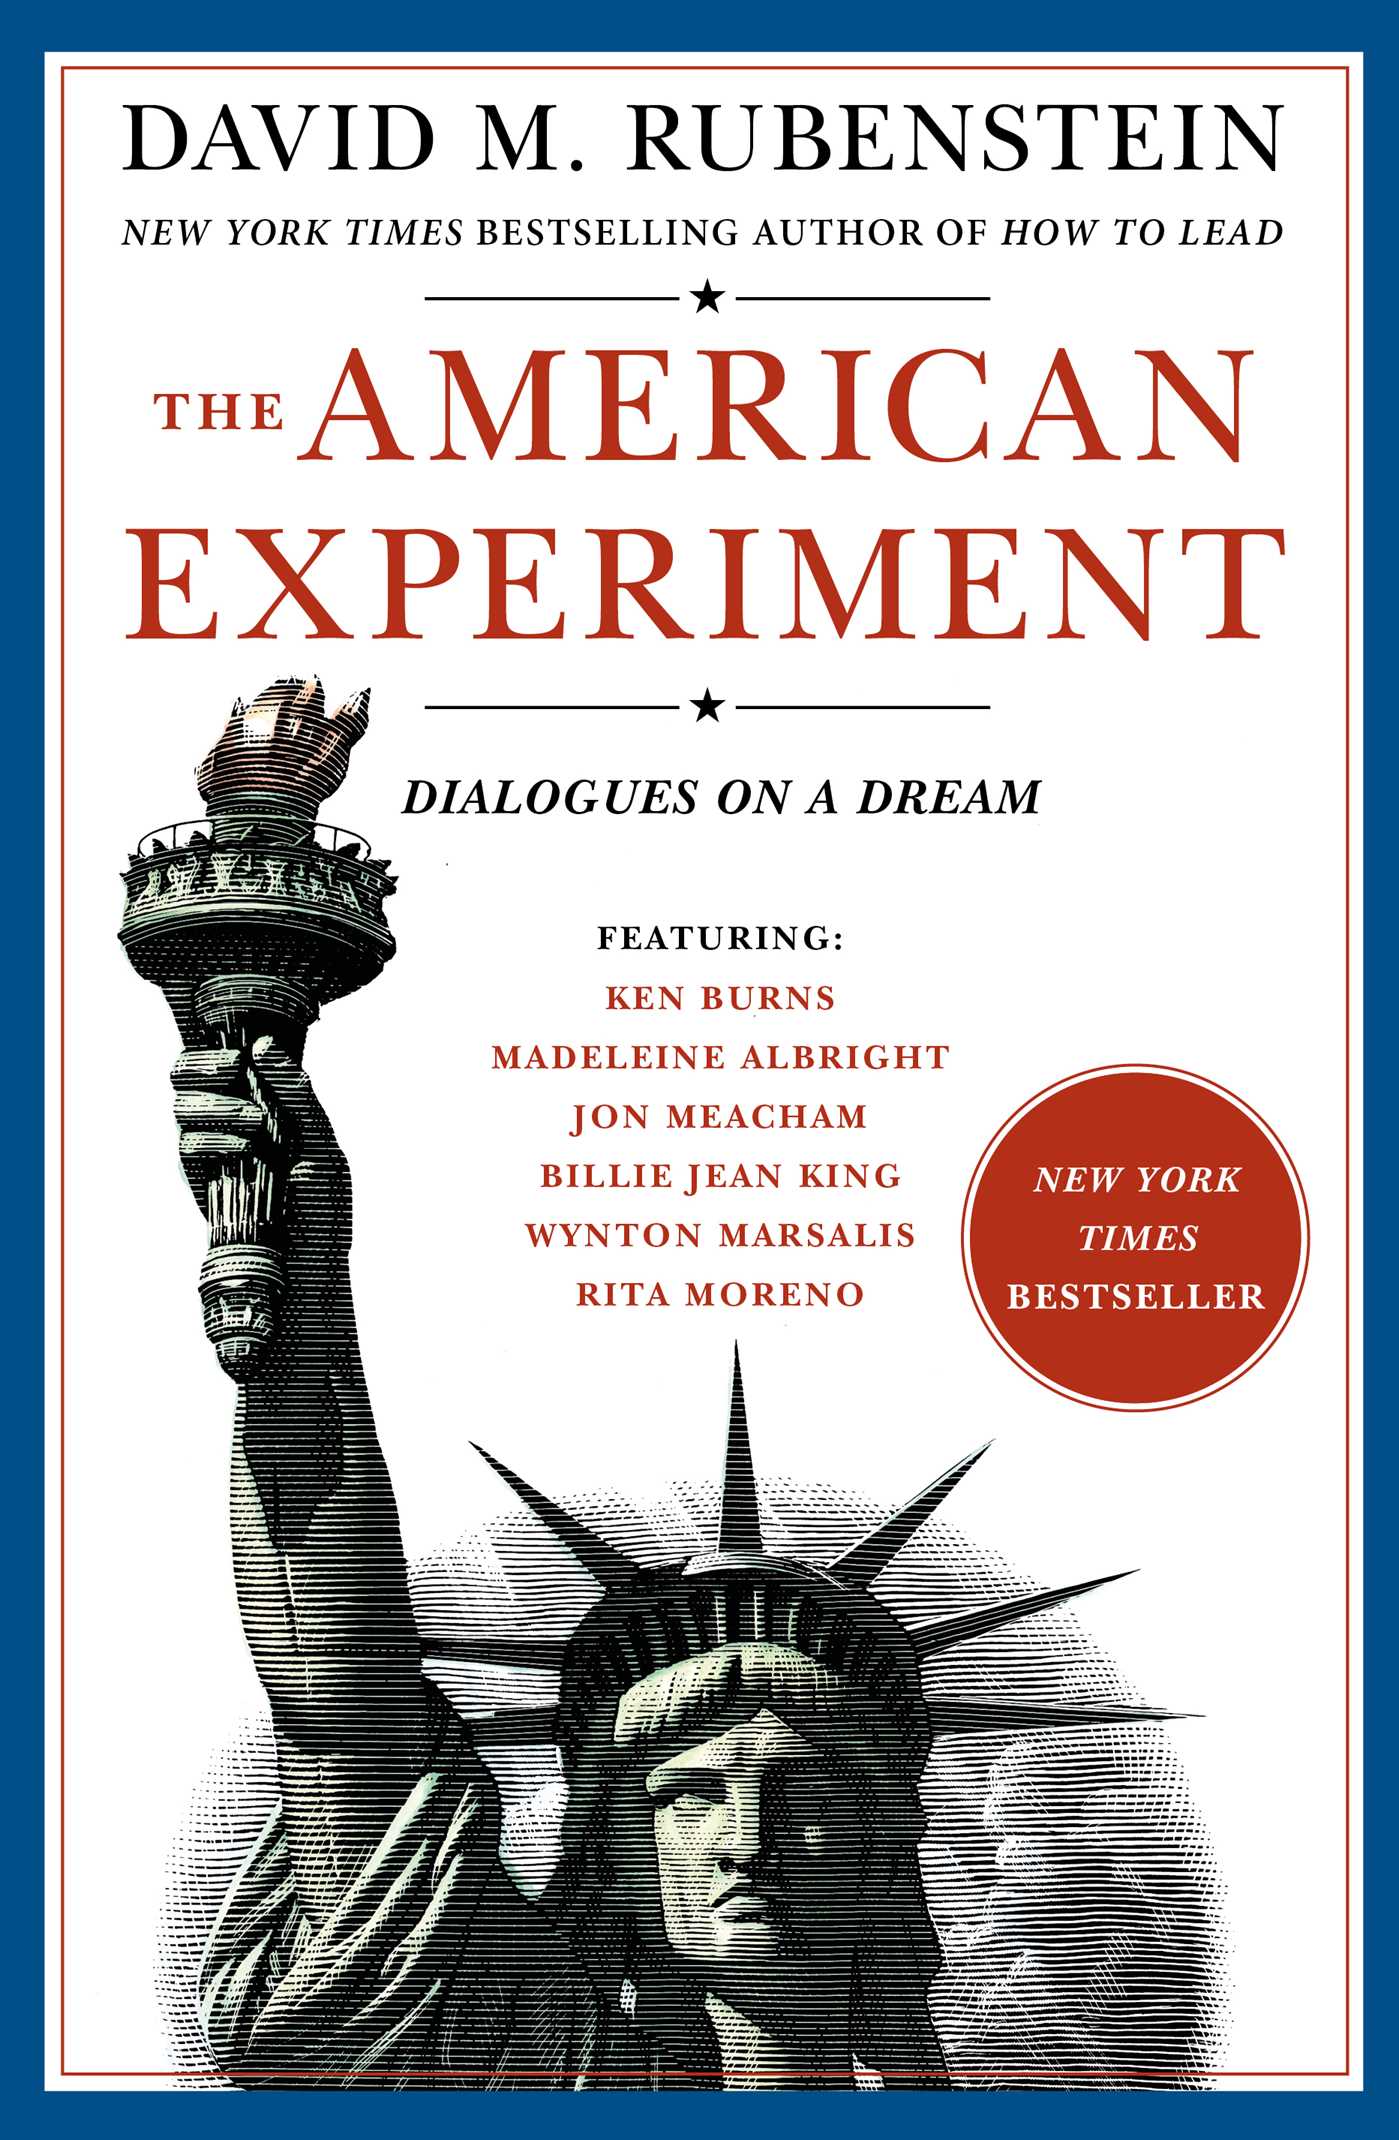 DAVID M. RUBENSTEIN
NEW YORK TIMES BESTSELLING AUTHOR OF HOW TO LEAD
THE AMERICAN
EXPERIMENT
DIALOGUES ON A DREAM
FEATURING:
KEN BURNS
MADELEINE ALBRIGHT
JON MEACHAM
BILLIE JEAN KING
WYNTON MARSALIS
RITA MORENO
NEW YORK
TIMES
BESTSELLER